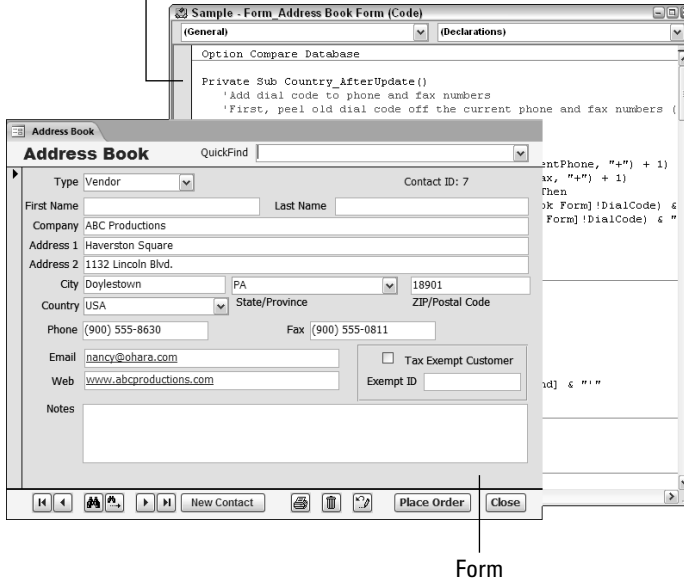 Sample - Form_Address Book Form (Code)
(General) (Declarations)
Option Compare Database
Private Sub Country_AfterUpdate()
'Add dial code to phone and fax numbers
'First, peel old dial code off the current phone and fax numbers (
entPhone, "+") + 1)
ax, "+") + 1)
Then
ok Form]!DialCode) &
Form]!DialCode) & "
nd] & "'"
Address Book
Address Book QuickFind
Type Vendor Contact ID: 7
First Name Last Name
Company ABC Productions
Address 1 Haverston Square
Address 2 1132 Lincoln Blvd.
City Doylestown PA 18901
Country USA State/Province ZIP/Postal Code
Phone (900) 555-8630 Fax (900) 555-0811
Email nancy@ohara.com Tax Exempt Customer
Web www.abcproductions.com Exempt ID
Notes
New Contact Place Order Close
Form